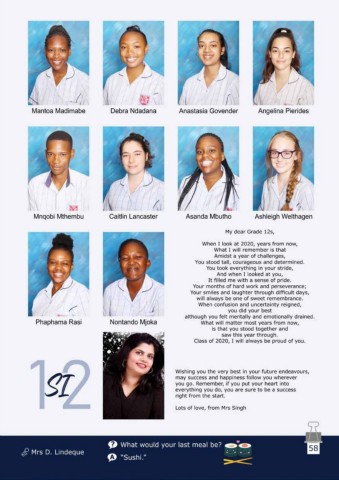 Mantoa Madimabe
Debra Ndadana
Anastasia Govender
Angelina Pierides
Mnqobi Mthembu
Caitlin Lancaster
Asanda Mbutho
Ashleigh Weithagen
Phaphama Rasi
Nontando Mjoka
My dear Grade 12s,
When I look at 2020, years from now,
What I will remember is that
Amidst a year of challenges,
You stood tall, courageous and determined.
You took everything in your stride,
And when I looked at you,
It filled me with a sense of pride.
Your months of hard work and perseverance;
Your smiles and laughter through difficult days,
will always be one of sweet remembrance.
When confusion and uncertainty reigned,
you did your best
although you felt mentally and emotionally drained.
What will matter most years from now,
is that you stood together and
saw this year through.
Class of 2020, I will always be proud of you.
12
SI
Wishing you the very best in your future endeavours,
may success and happiness follow you wherever
you go. Remember, if you put your heart into
everything you do, you are sure to be a success
right from the start.
Lots of love, from Mrs Singh
Mrs D. Lindeque
? What would your last meal be?
A "Sushi."
58